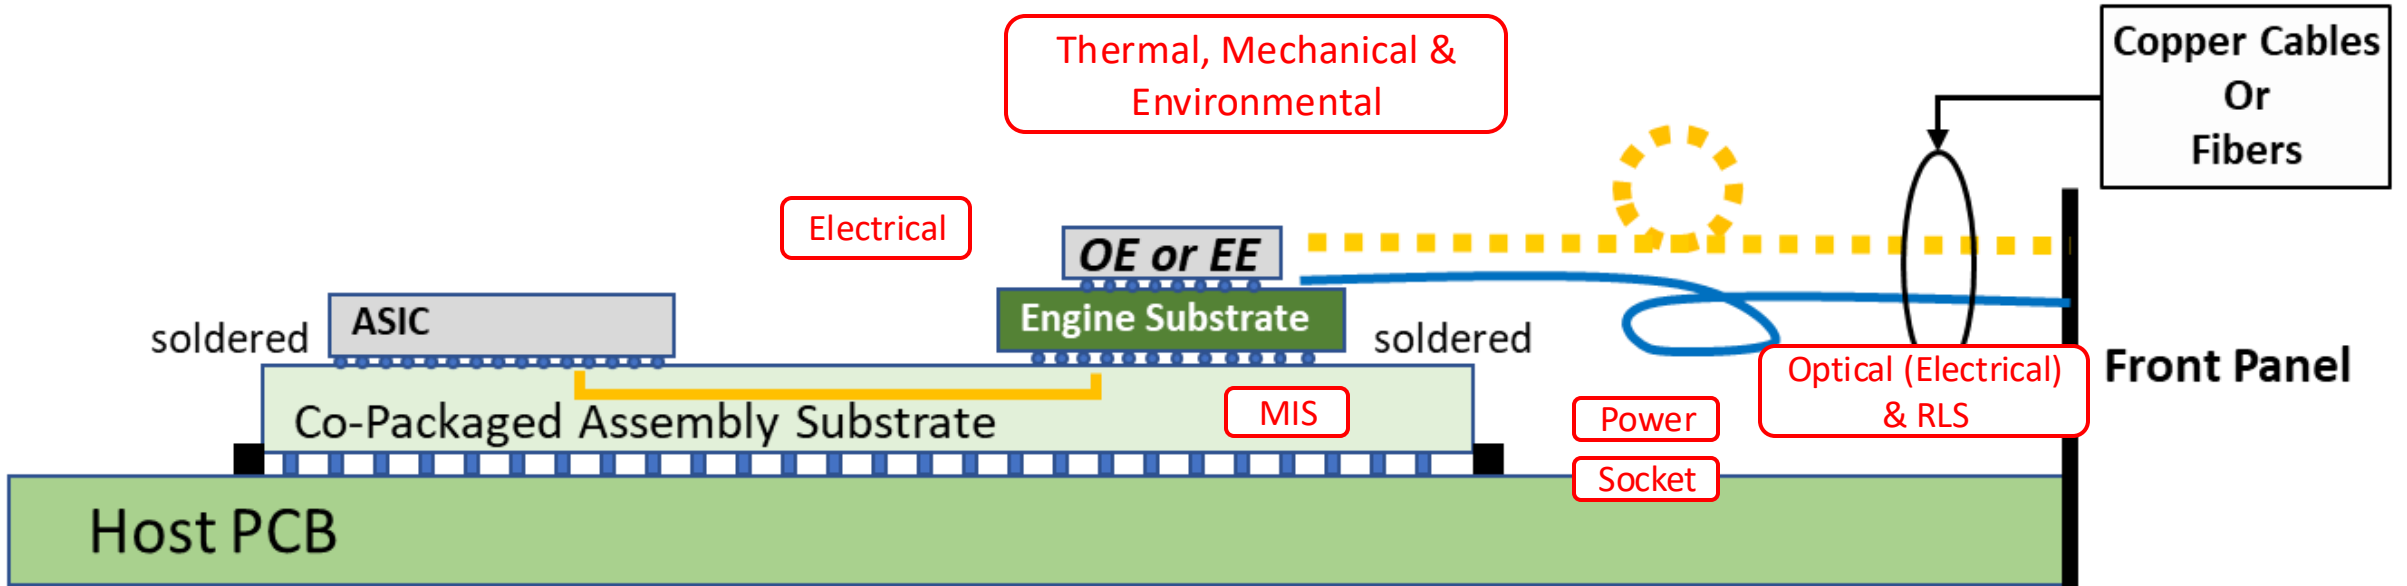 Thermal, Mechanical &
Environmental
Copper Cables
Or
Fibers
Electrical
OE or EE
ASIC
soldered
Engine Substrate
soldered
Optical (Electrical)
& RLS
Front Panel
Co-Packaged Assembly Substrate
MIS
Power
Socket
Host PCB